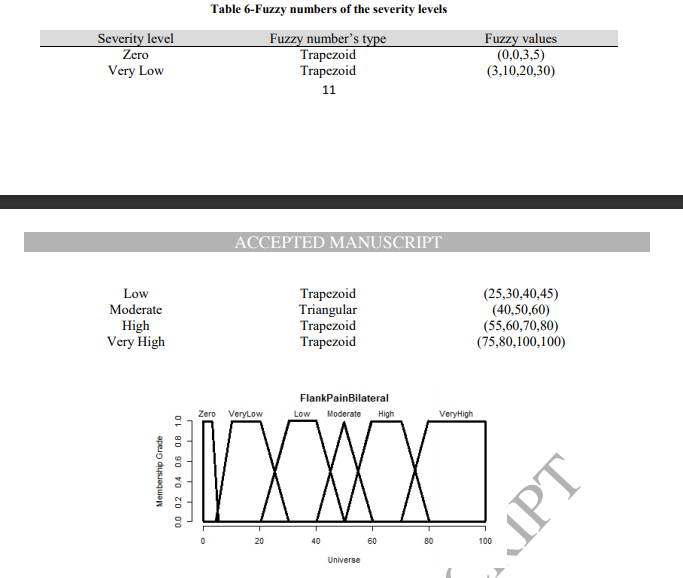 Table 6-Fuzzy numbers of the severity levels
Severity level Fuzzy number's type Fuzzy values
Zero Trapezoid (0,0,3,5)
Very Low Trapezoid (3,10,20,30)
11
ACCEPTED MANUSCRIPT
Low Trapezoid (25,30,40,45)
Moderate Triangular (40,50,60)
High Trapezoid (55,60,70,80)
Very High Trapezoid (75,80,100,100)
FlankPainBilateral
Zero VeryLow Low Moderate High VeryHigh
Membership Grade
1.0
0.8
0.6
0.4
0.2
0.0
0 20 40 60 80 100
Universe
IPT